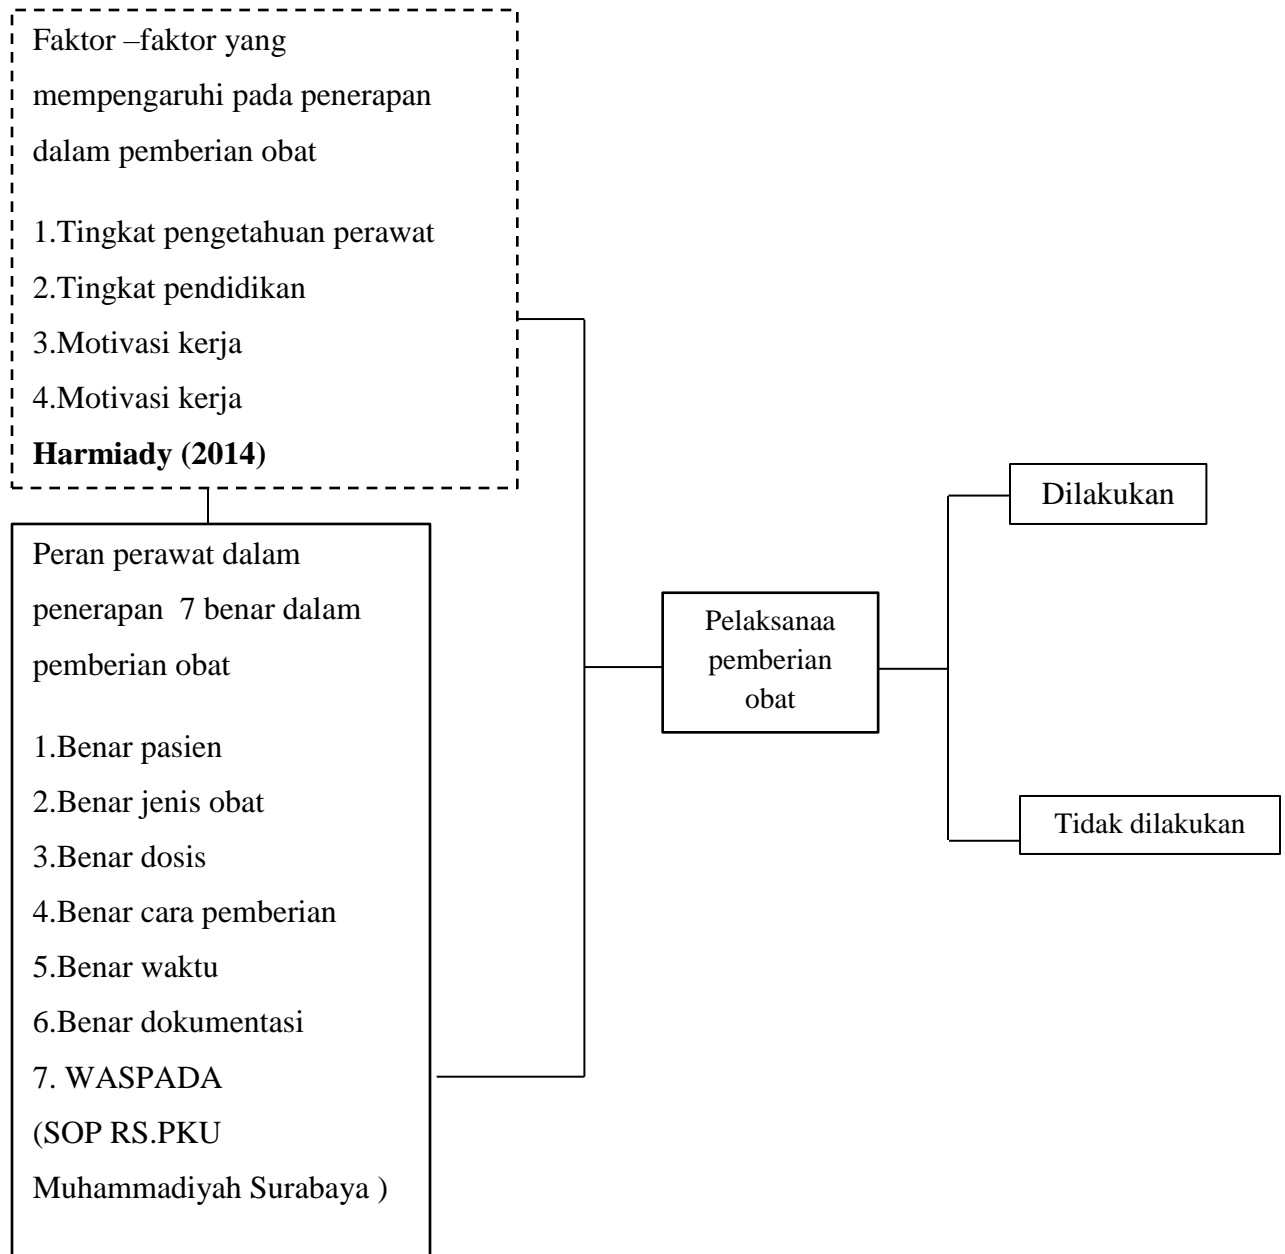 Faktor –faktor yang
mempengaruhi pada penerapan
dalam pemberian obat
1.Tingkat pengetahuan perawat
2.Tingkat pendidikan
3.Motivasi kerja
4.Motivasi kerja
Harmiady (2014)
Peran perawat dalam
penerapan  7 benar dalam
pemberian obat
1.Benar pasien
2.Benar jenis obat
3.Benar dosis
4.Benar cara pemberian
5.Benar waktu
6.Benar dokumentasi
7. WASPADA
(SOP RS.PKU
Muhammadiyah Surabaya )
Pelaksanaa
pemberian
obat
Dilakukan
Tidak dilakukan